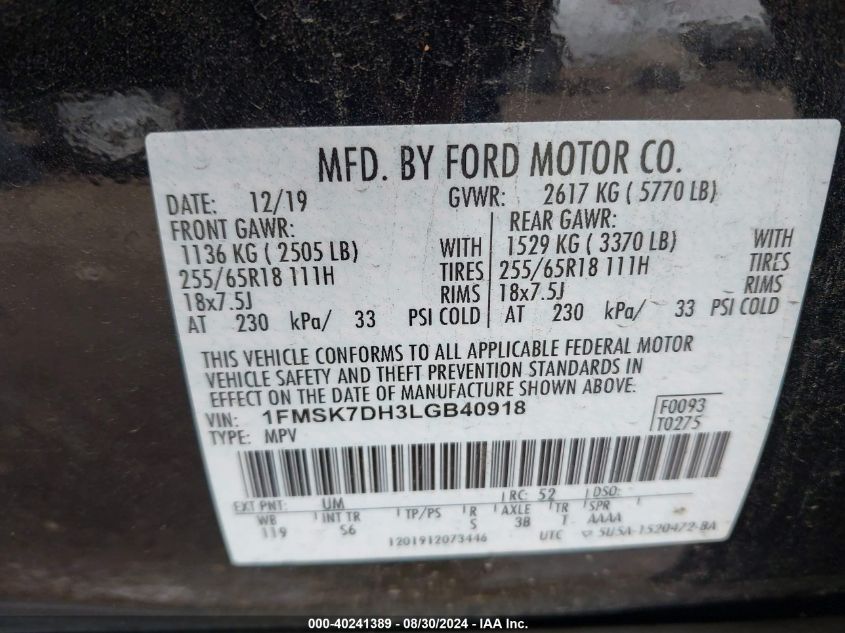 MFD. BY FORD MOTOR CO.
DATE: 12/19 GVWR: 2617 KG ( 5770 LB)
FRONT GAWR: REAR GAWR:
1136 KG ( 2505 LB) WITH 1529 KG ( 3370 LB) WITH
255/65R18 111H TIRES 255/65R18 111H TIRES
18x7.5J RIMS 18x7.5J RIMS
AT 230 kPa/ 33 PSI COLD AT 230 kPa/ 33 PSI COLD
THIS VEHICLE CONFORMS TO ALL APPLICABLE FEDERAL MOTOR
VEHICLE SAFETY AND THEFT PREVENTION STANDARDS IN
EFFECT ON THE DATE OF MANUFACTURE SHOWN ABOVE.
VIN: 1FMSK7DH3LGB40918 F0093
TYPE: MPV T0275
EXT PNT: UM RC: 52 DSO:
WB INT TR TP/PS R AXLE TR SPR
119 S6 S 38 T AAAA
1201912073446 UTC 5U5A-1520472-BA
000-40241389 - 08/30/2024 - IAA Inc.